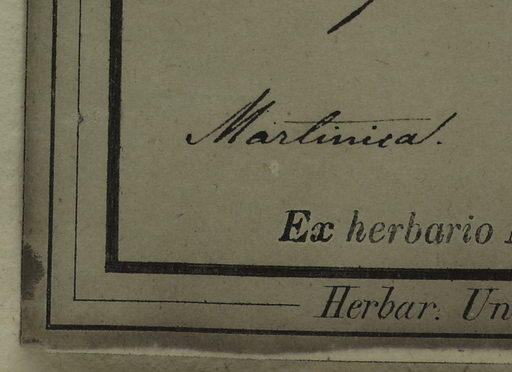 Martinica.
Ex herbario
Herbar. Un